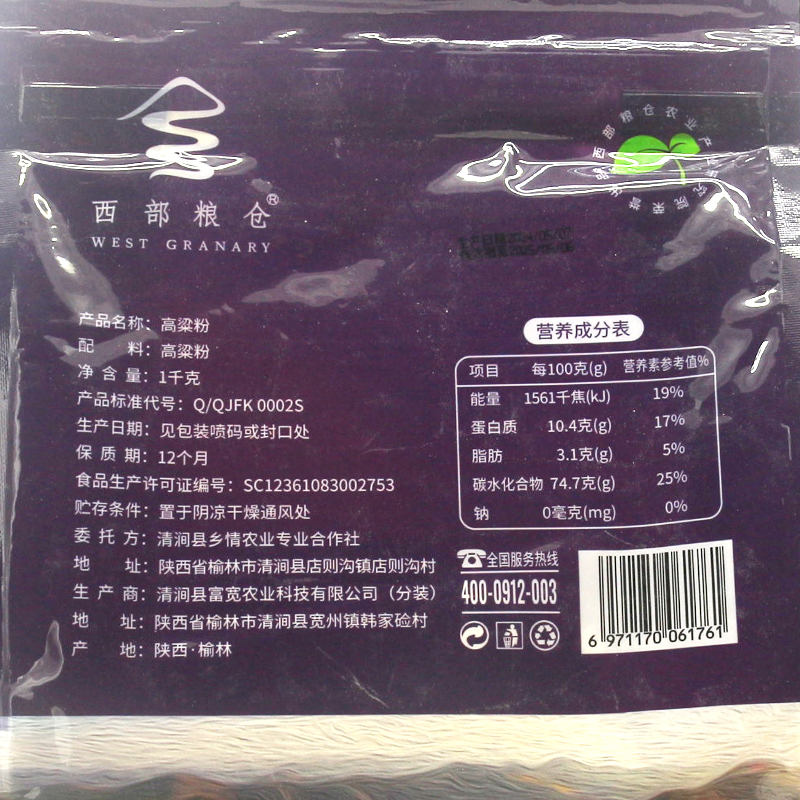 西部粮仓®
WEST GRANARY
产品名称：高粱粉
配 料：高粱粉
净含量：1千克
产品标准代号：Q/QJFK 0002S
生产日期：见包装喷码或封口处
保质期：12个月
食品生产许可证编号：SC12361083002753
贮存条件：置于阴凉干燥通风处
委托方：清涧县乡情农业专业合作社
地 址：陕西省榆林市清涧县店则沟镇店则沟村
生产商：清涧县富宽农业科技有限公司（分装）
地 址：陕西省榆林市清涧县宽州镇韩家硷村
产 地：陕西·榆林
西部粮仓农业产
营养成分表
项目 每100克(g) 营养素参考值%
能量 1561千焦(kJ) 19%
蛋白质 10.4克(g) 17%
脂肪 3.1克(g) 5%
碳水化合物 74.7克(g) 25%
钠 0毫克(mg) 0%
全国服务热线
400-0912-003
6 971170 061761